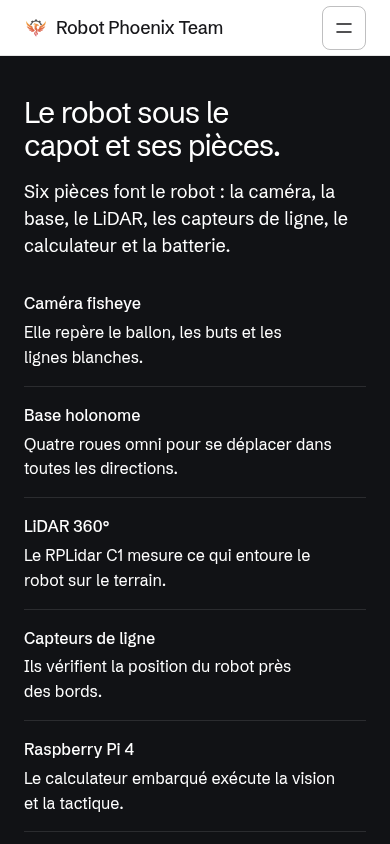 Robot Phoenix Team
Le robot sous le
capot et ses pièces.
Six pièces font le robot : la caméra, la
base, le LiDAR, les capteurs de ligne, le
calculateur et la batterie.
Caméra fisheye
Elle repère le ballon, les buts et les
lignes blanches.
Base holonome
Quatre roues omni pour se déplacer dans
toutes les directions.
LiDAR 360°
Le RPLidar C1 mesure ce qui entoure le
robot sur le terrain.
Capteurs de ligne
Ils vérifient la position du robot près
des bords.
Raspberry Pi 4
Le calculateur embarqué exécute la vision
et la tactique.